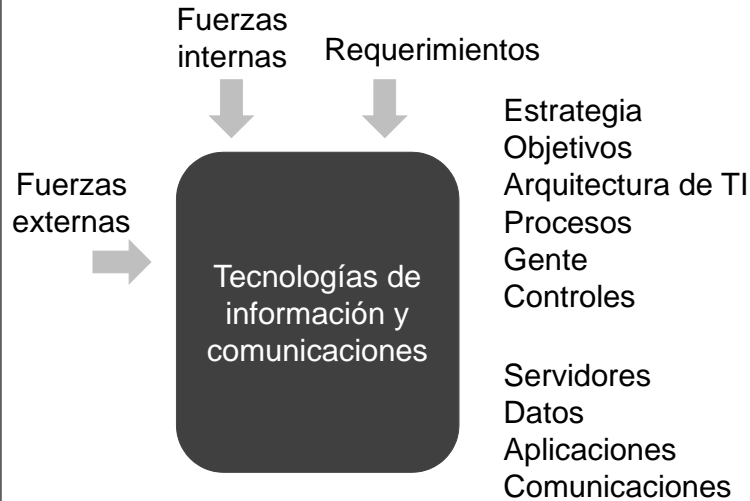 Fuerzas
internas
Requerimientos
Fuerzas
externas
Tecnologías de
información y
comunicaciones
Estrategia
Objetivos
Arquitectura de TI
Procesos
Gente
Controles
Servidores
Datos
Aplicaciones
Comunicaciones